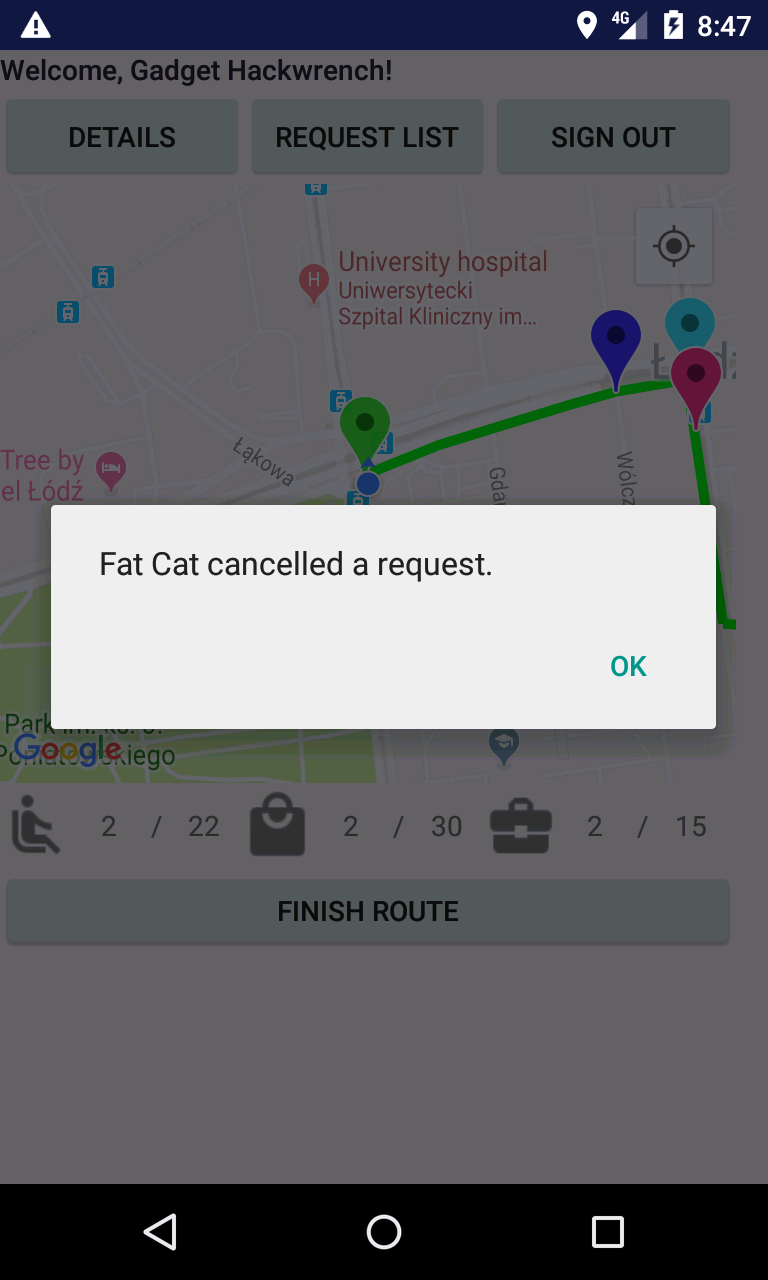 4G 8:47
Welcome, Gadget Hackwrench!
DETAILS REQUEST LIST SIGN OUT
University hospital
Uniwersytecki
Szpital Kliniczny im...
H
Łąkowa
Tree by
el Łódź
Fat Cat cancelled a request.
OK
Google
2 / 22 2 / 30 2 / 15
FINISH ROUTE